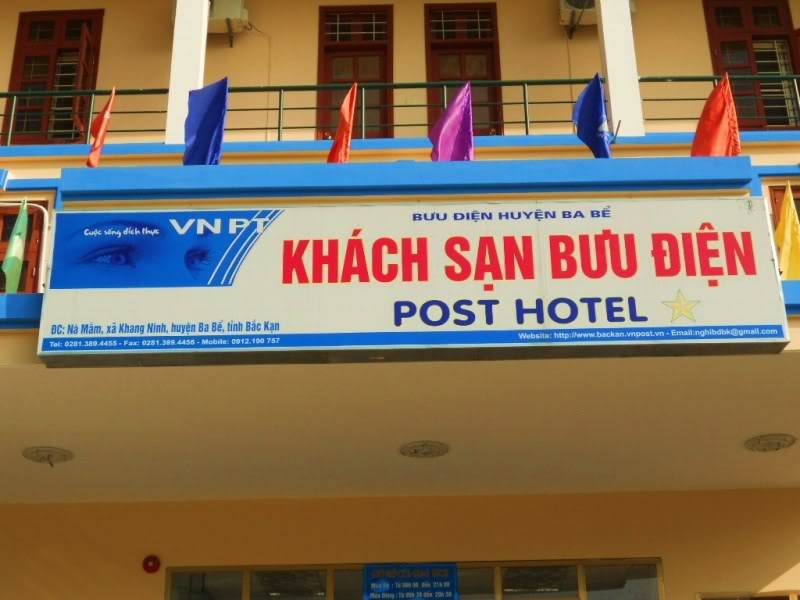 BƯU ĐIỆN HUYỆN BA BỂ
Cuộc sống đích thực
VNPT
KHÁCH SẠN BƯU ĐIỆN
POST HOTEL
ĐC: Nà Mằm, xã Khang Ninh, huyện Ba Bể, tỉnh Bắc Kạn
Tel: 0281.389.4455 - Fax: 0281.389.4456 - Mobile: 0912.190 757
Website: http://www.backan.vnpost.vn - Email:nghibdbk@gmail.com